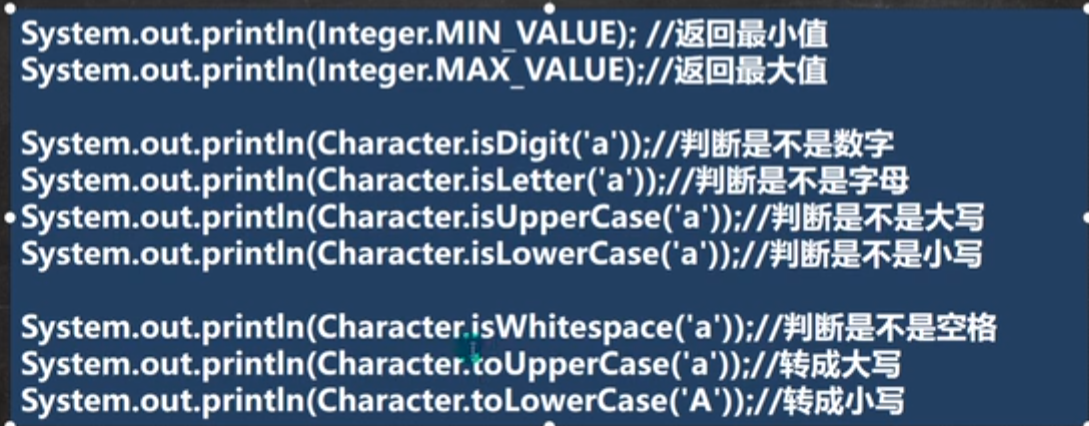 System.out.println(Integer.MIN_VALUE); //返回最小值
System.out.println(Integer.MAX_VALUE);//返回最大值
System.out.println(Character.isDigit('a'));//判断是不是数字
System.out.println(Character.isLetter('a'));//判断是不是字母
System.out.println(Character.isUpperCase('a'));//判断是不是大写
System.out.println(Character.isLowerCase('a'));//判断是不是小写
System.out.println(Character.isWhitespace('a'));//判断是不是空格
System.out.println(Character.toUpperCase('a'));//转成大写
System.out.println(Character.toLowerCase('A'));//转成小写